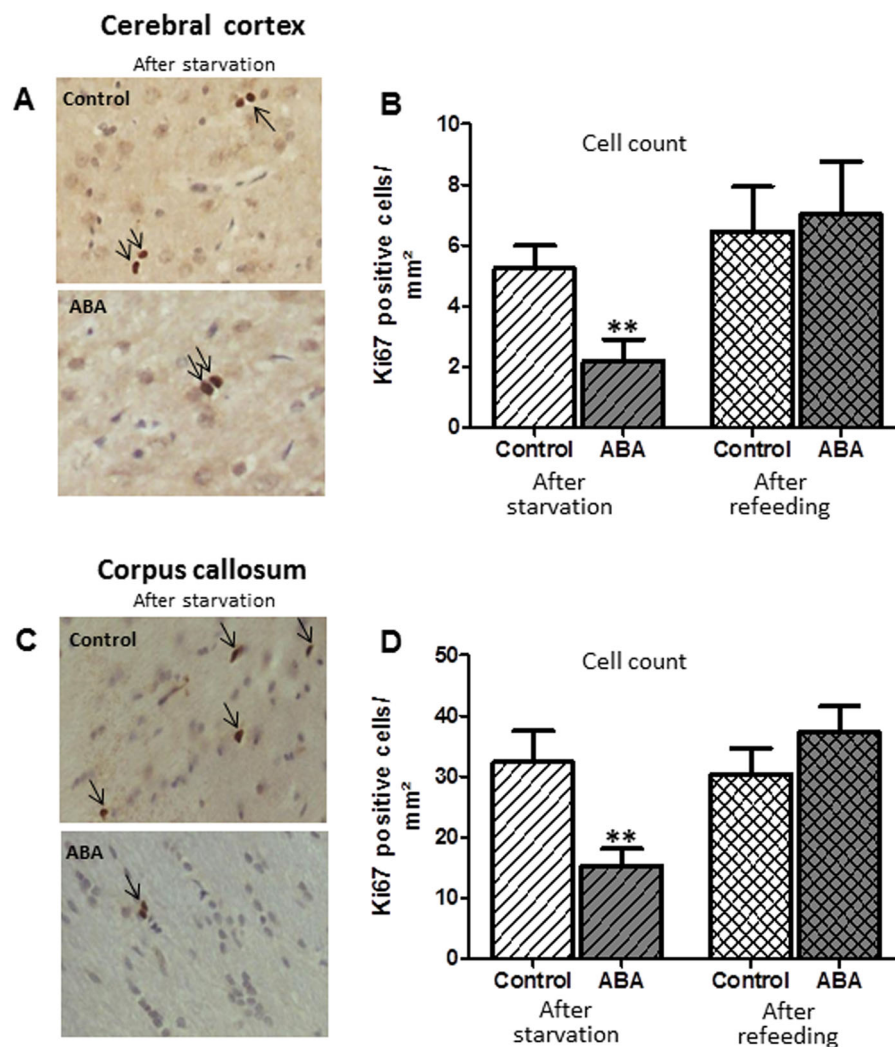 Cerebral cortex
After starvation
A
Control
ABA
B
Cell count
Ki67 positive cells/
mm²
10
8
6
4
2
0
**
Control
ABA
Control
ABA
After
starvation
After
refeeding
Corpus callosum
After starvation
C
Control
ABA
D
Cell count
Ki67 positive cells/
mm²
50
40
30
20
10
0
**
Control
ABA
Control
ABA
After
starvation
After
refeeding